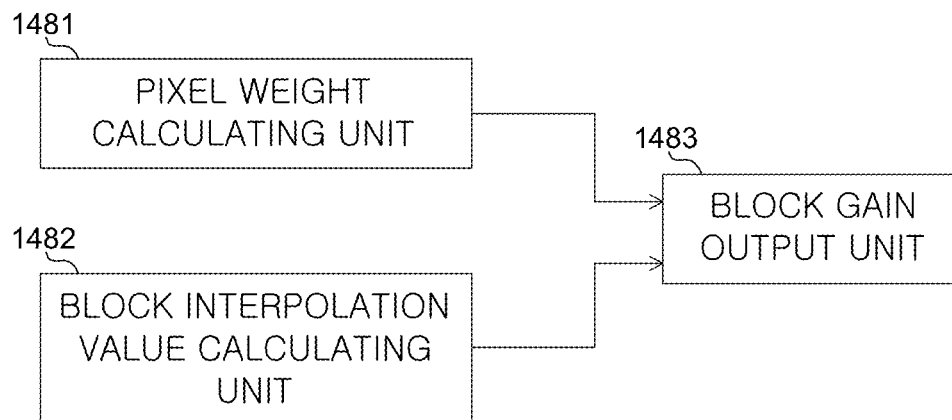 1481
PIXEL WEIGHT
CALCULATING UNIT
1483
BLOCK GAIN
OUTPUT UNIT
1482
BLOCK INTERPOLATION
VALUE CALCULATING
UNIT